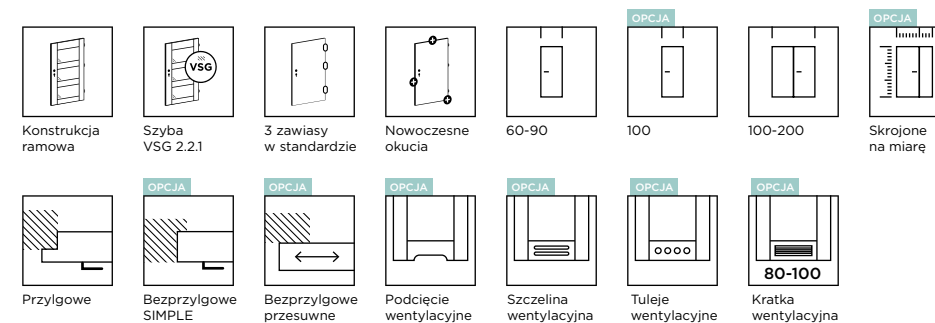 OPCJA
OPCJA
VSG
Konstrukcja
ramowa
Szyba
VSG 2.2.1
3 zawiasy
w standardzie
Nowoczesne
okucia
60-90
100
100-200
Skrojone
na miarę
OPCJA
OPCJA
OPCJA
OPCJA
OPCJA
OPCJA
80-100
Przylgowe
Bezprzylgowe
SIMPLE
Bezprzylgowe
przesuwne
Podcięcie
wentylacyjne
Szczelina
wentylacyjna
Tuleje
wentylacyjne
Kratka
wentylacyjna